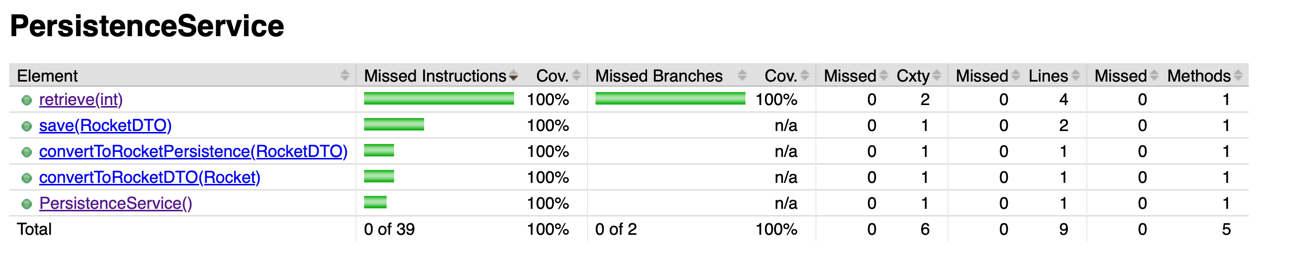 PersistenceService
Element Missed Instructions Cov. Missed Branches Cov. Missed Cxty Missed Lines Missed Methods
retrieve(int) 100% 100% 0 2 0 4 0 1
save(RocketDTO) 100% n/a 0 1 0 2 0 1
convertToRocketPersistence(RocketDTO) 100% n/a 0 1 0 1 0 1
convertToRocketDTO(Rocket) 100% n/a 0 1 0 1 0 1
PersistenceService() 100% n/a 0 1 0 1 0 1
Total 0 of 39 100% 0 of 2 100% 0 6 0 9 0 5